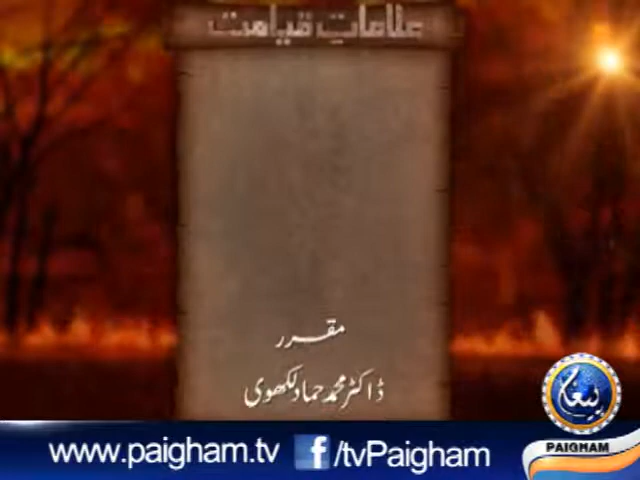 علامات قیامت
مقرر
ڈاکٹر محمد حماد لکھوی
پیغام
PAIGHAM
www.paigham.tv f/tvPaigham